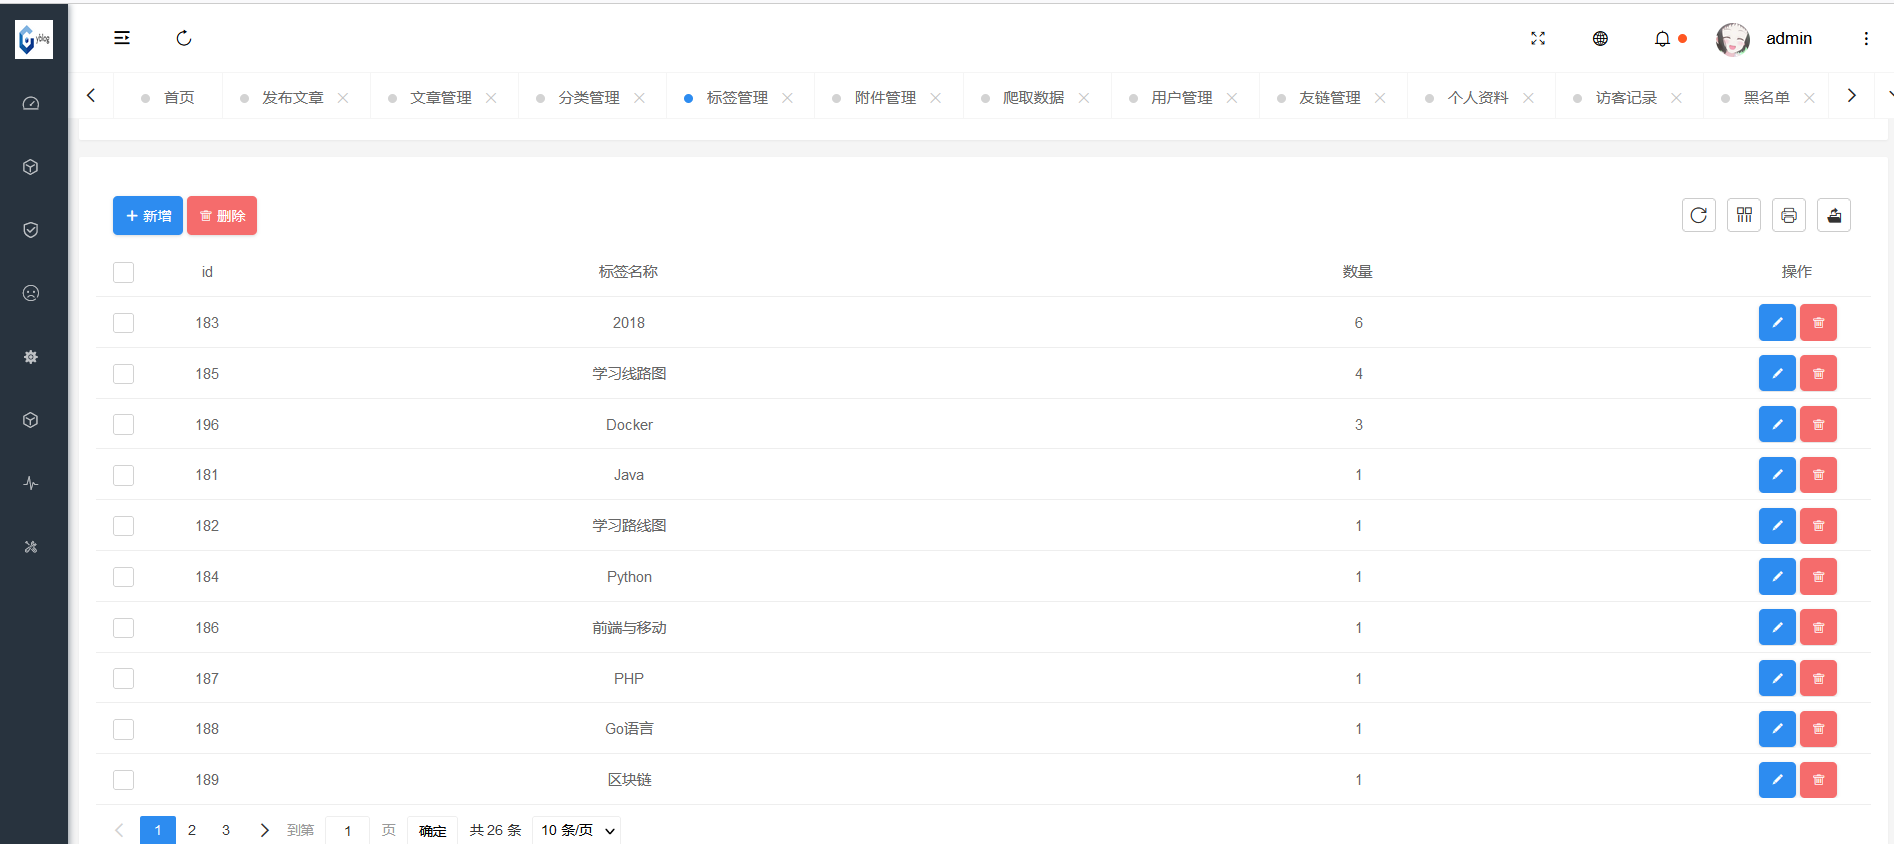 yblog
admin
首页 发布文章 文章管理 分类管理 标签管理 附件管理 爬取数据 用户管理 友链管理 个人资料 访客记录 黑名单
新增 删除
id 标签名称 数量 操作
183 2018 6
185 学习线路图 4
196 Docker 3
181 Java 1
182 学习路线图 1
184 Python 1
186 前端与移动 1
187 PHP 1
188 Go语言 1
189 区块链 1
1 2 3 到第 1 页 确定 共 26 条 10 条/页